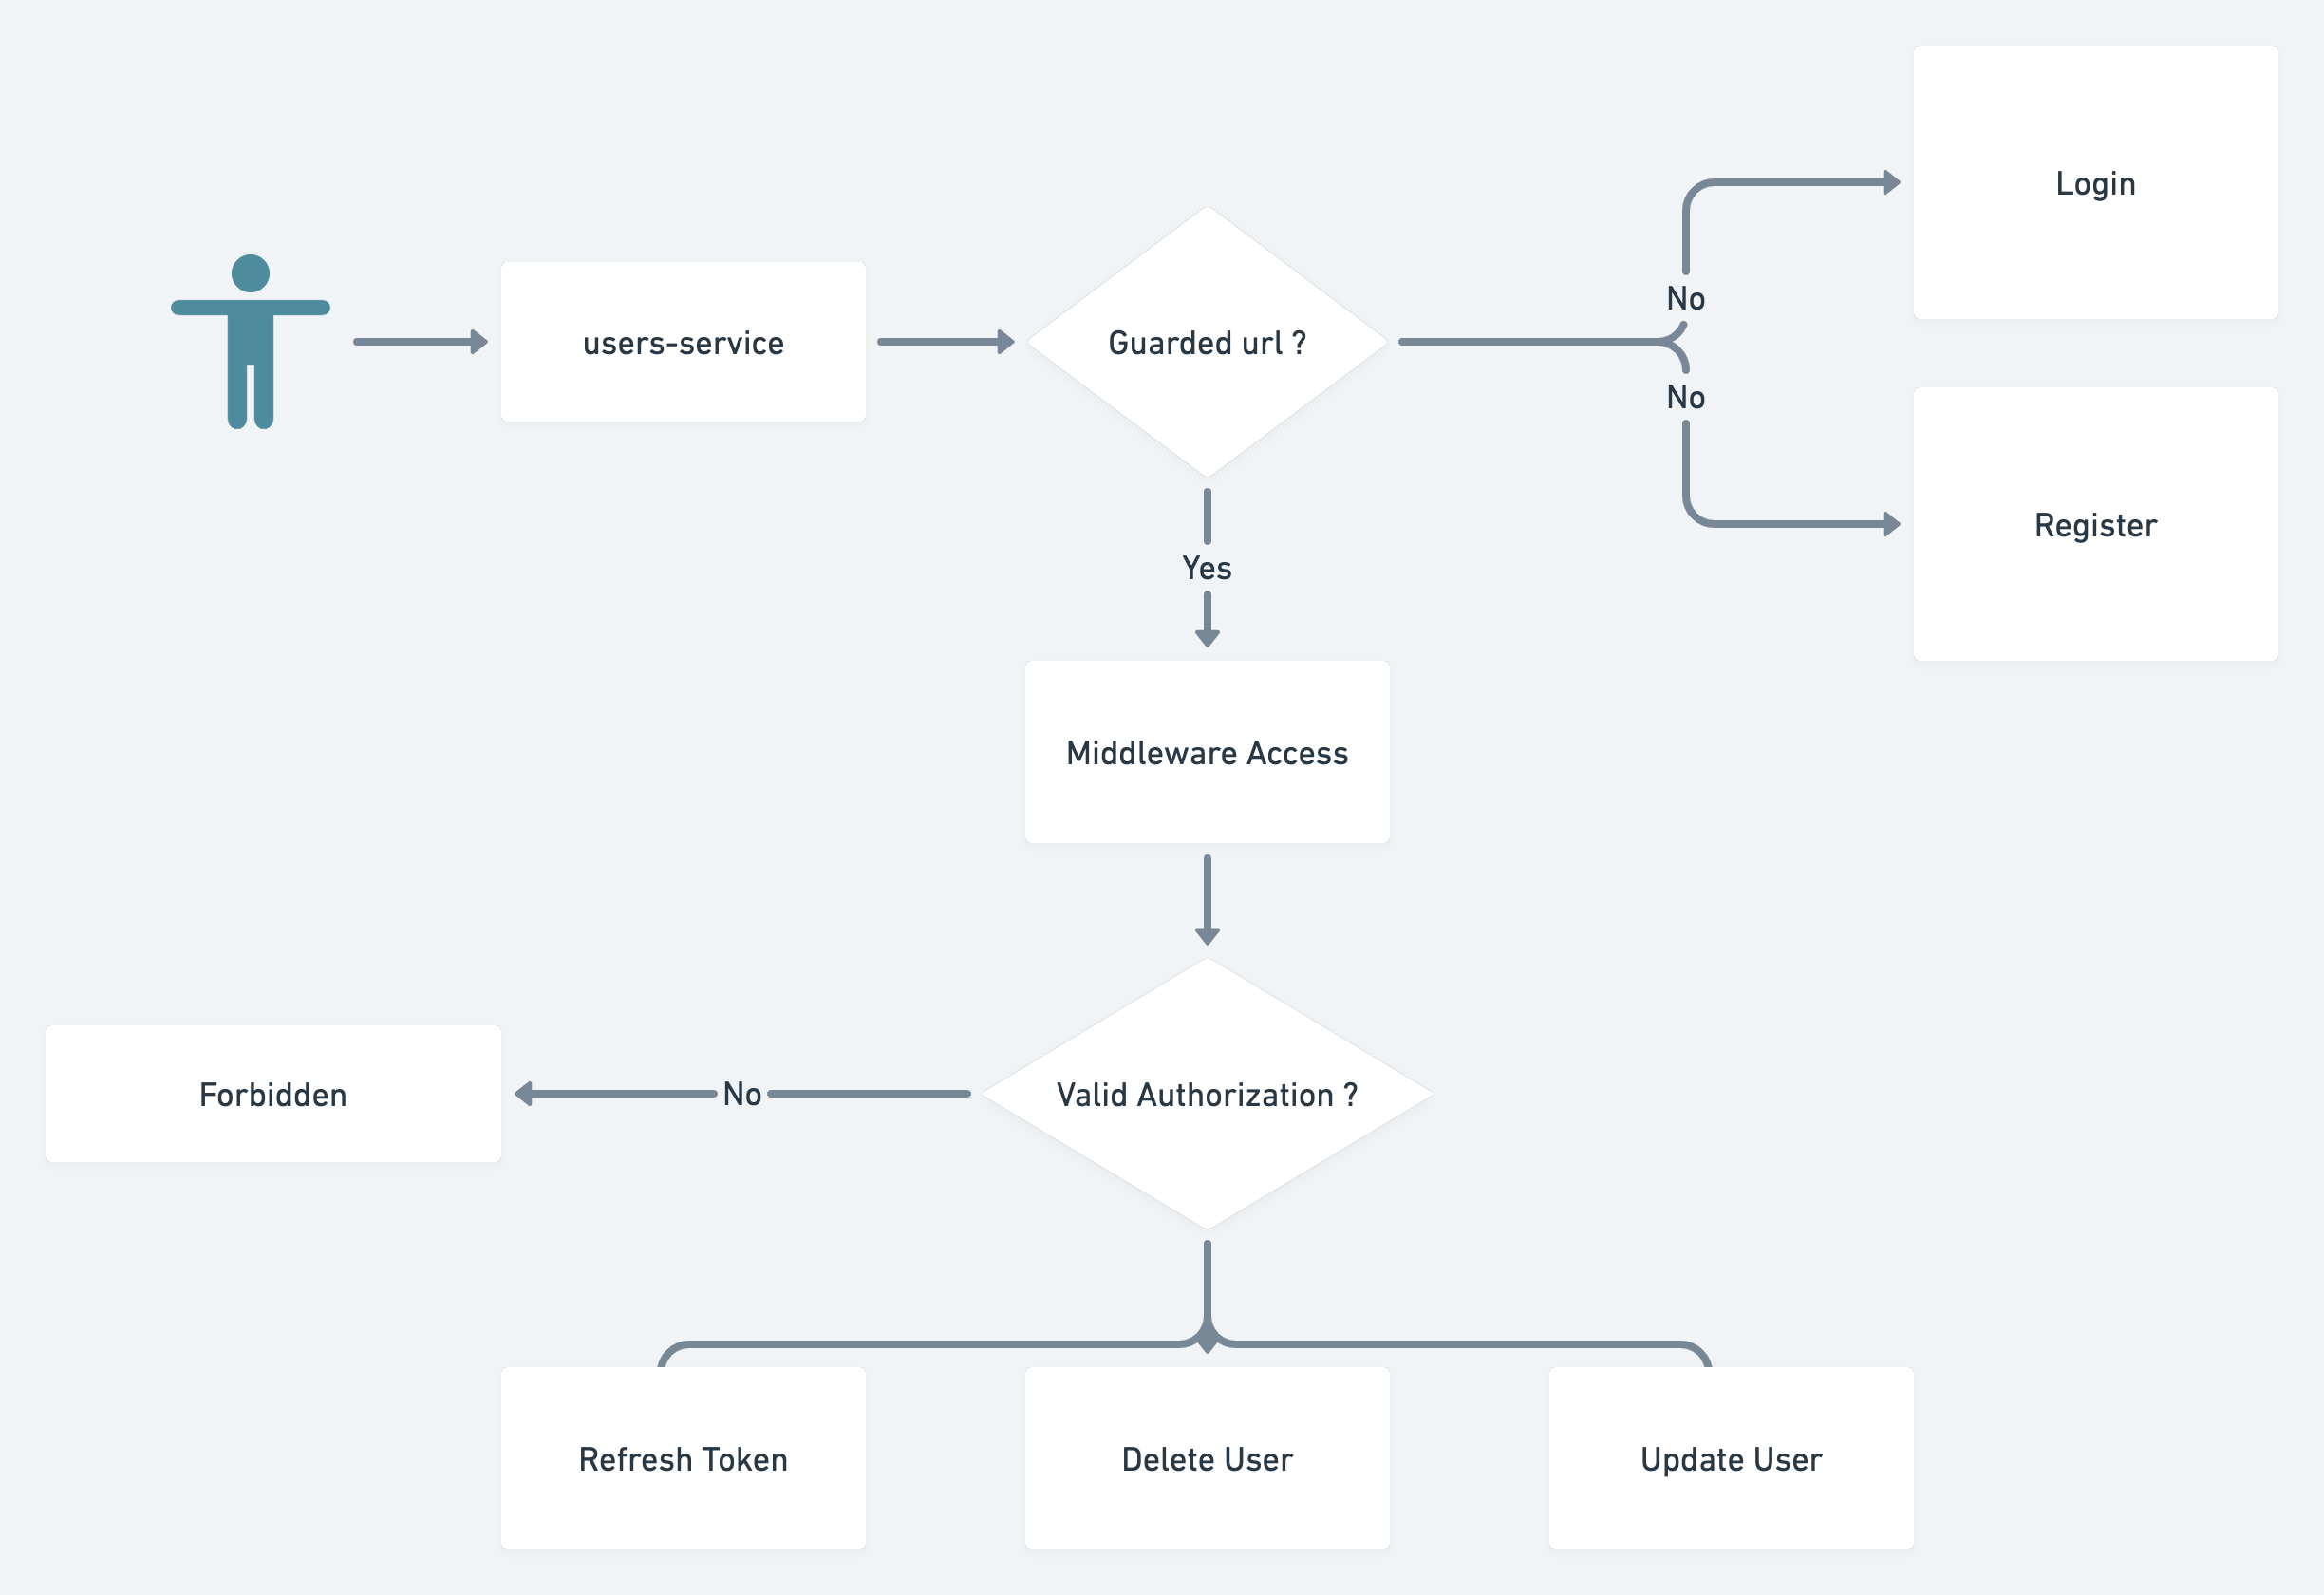 Login
users-service
Guarded url ?
No
No
Register
Yes
Middleware Access
Forbidden
No
Valid Authorization ?
Refresh Token
Delete User
Update User